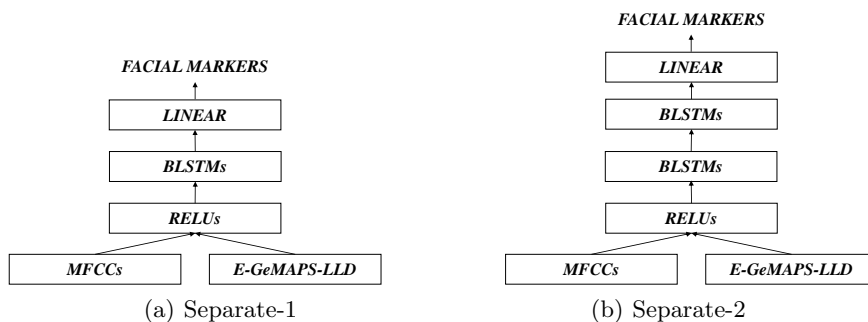 FACIAL MARKERS
LINEAR
BLSTMs
RELUs
MFCCs E-GeMAPS-LLD
(a) Separate-1
FACIAL MARKERS
LINEAR
BLSTMs
BLSTMs
RELUs
MFCCs E-GeMAPS-LLD
(b) Separate-2